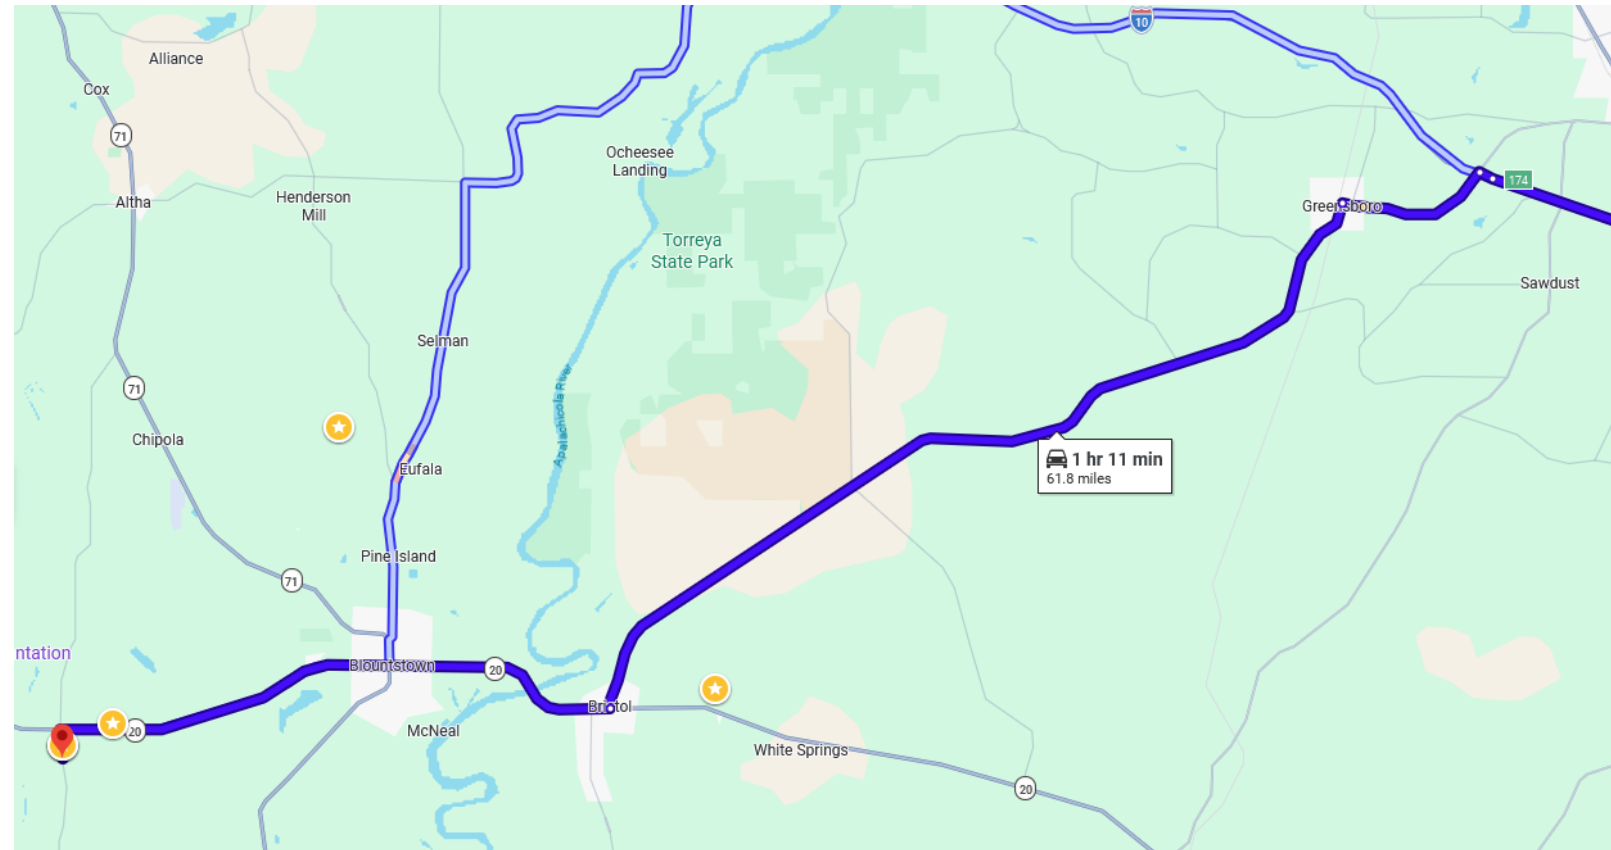 10
Alliance
Cox
71
Ocheesee
Landing
174
Altha
Henderson
Mill
Greensboro
Torreya
State Park
Sawdust
Selman
71
Apalachicola River
Chipola
1 hr 11 min
61.8 miles
Eufala
Pine Island
71
ntation
Blountstown
20
Bristol
20
McNeal
White Springs
20